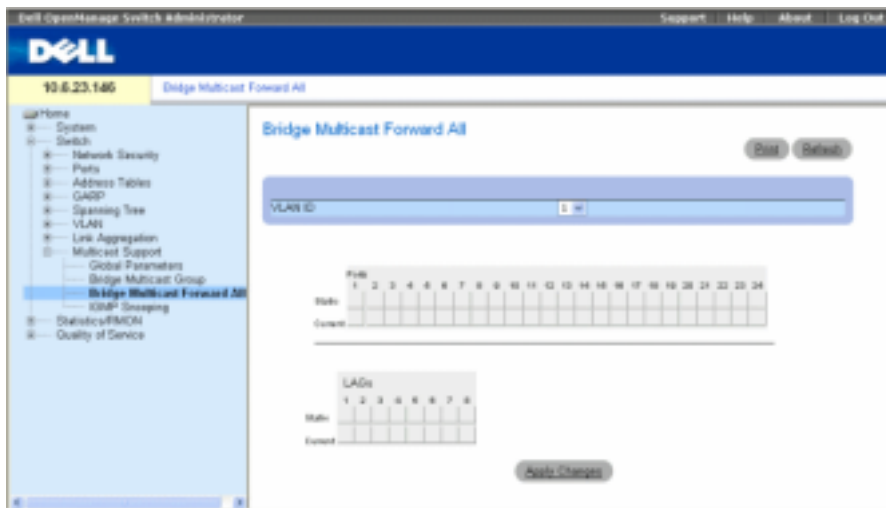 Dell OpenManage Switch Administrator Support Help About Log Out
DELL
10.6.23.146 Bridge Multicast Forward All
Home
System
Switch
Network Security
Ports
Address Tables
GARP
Spanning Tree
VLAN
Link Aggregation
Multicast Support
Global Parameters
Bridge Multicast Group
Bridge Multicast Forward All
IGMP Snooping
Statistics/RMON
Quality of Service
Bridge Multicast Forward All
Print Refresh
VLAN ID 1
Ports
1 2 3 4 5 6 7 8 9 10 11 12 13 14 15 16 17 18 19 20 21 22 23 24
Static
Current
LAGs
1 2 3 4 5 6 7 8
Static
Current
Apply Changes